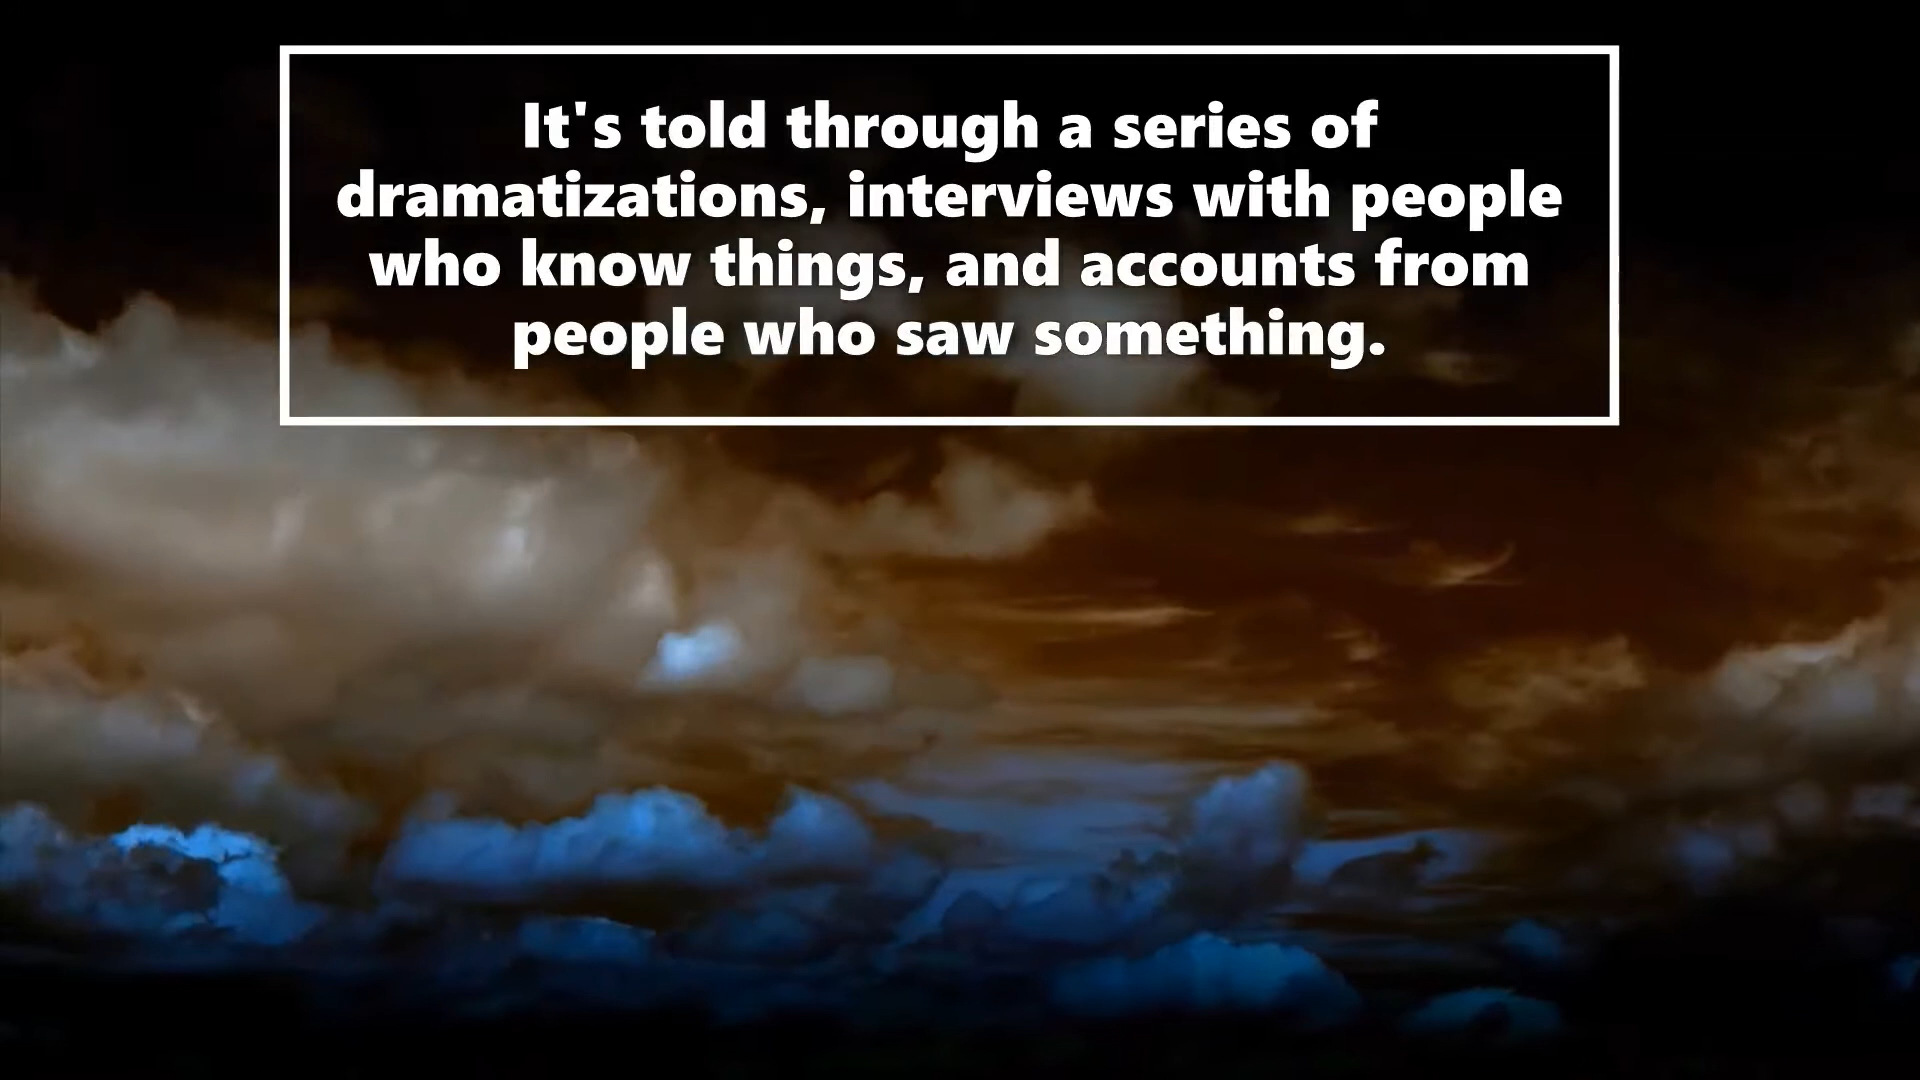 It's told through a series of
dramatizations, interviews with people
who know things, and accounts from
people who saw something.